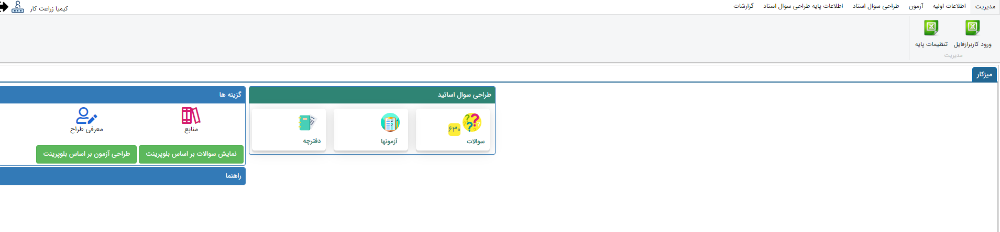 مدیریت
اطلاعات اولیه
آزمون
طراحی سوال استاد
اطلاعات پایه طراحی سوال استاد
گزارشات
کیمیا زراعت کار
ورود کاربرازفایل
تنظیمات پایه
مدیریت
میزکار
طراحی سوال اساتید
۶۳۰
سوالات
آزمونها
دفترچه
گزینه ها
منابع
معرفی طراح
نمایش سوالات بر اساس بلوپرینت
طراحی آزمون بر اساس بلوپرینت
راهنما